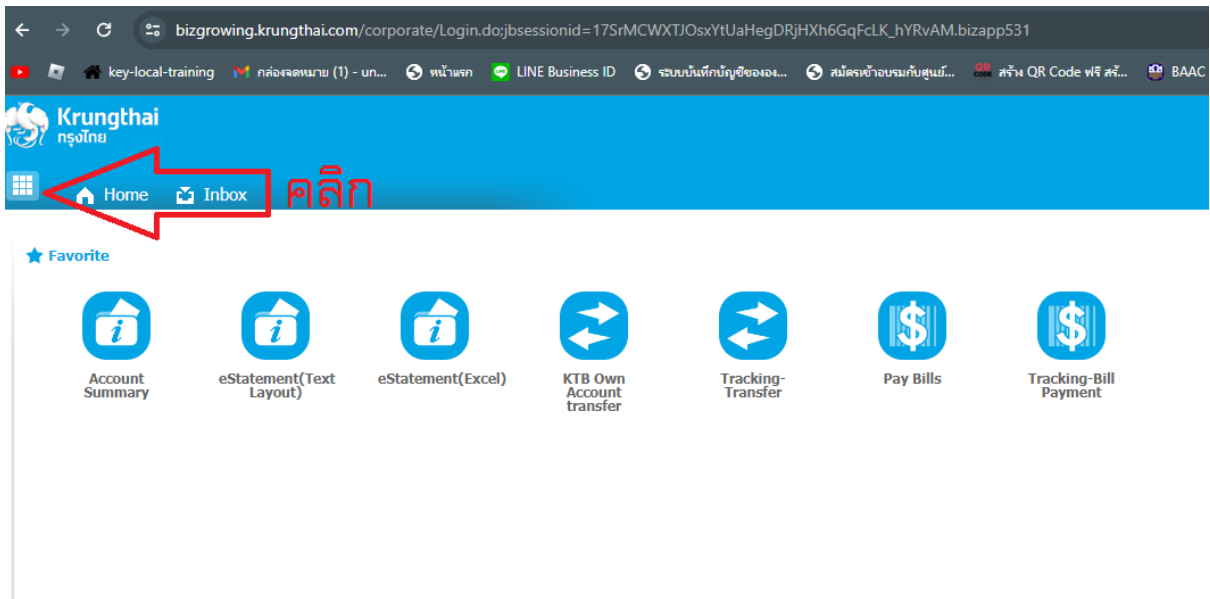 bizgrowing.krungthai.com/corporate/Login.do;jbsessionid=17SrMCWXTJOsxYtUaHegDRjHXh6GqFcLK_hYRvAM.bizapp531
key-local-training กล่องจดหมาย (1) - un... หน้าแรก LINE Business ID ระบบบันทึกบัญชีขององ... สมัครเข้าอบรมกับศูนย์... QR CODE สร้าง QR Code ฟรี สร้... BAAC
Krungthai
กรุงไทย
Home Inbox คลิก
Favorite
Account Summary
eStatement(Text Layout)
eStatement(Excel)
KTB Own Account transfer
Tracking-Transfer
Pay Bills
Tracking-Bill Payment